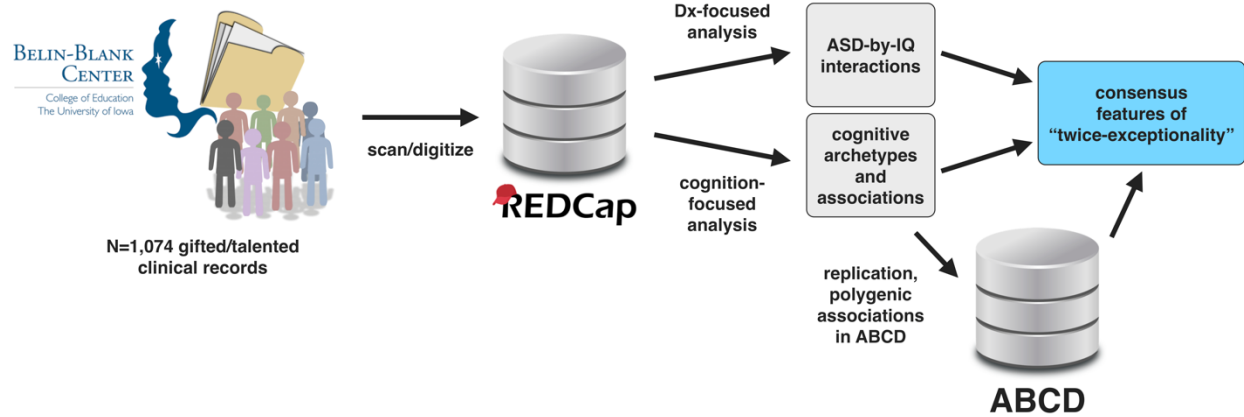 BELIN-BLANK
CENTER
College of Education
The University of Iowa
N=1,074 gifted/talented
clinical records
scan/digitize
REDCap
Dx-focused
analysis
cognition-
focused
analysis
ASD-by-IQ
interactions
cognitive
archetypes
and
associations
replication,
polygenic
associations
in ABCD
ABCD
consensus
features of
“twice-exceptionality”